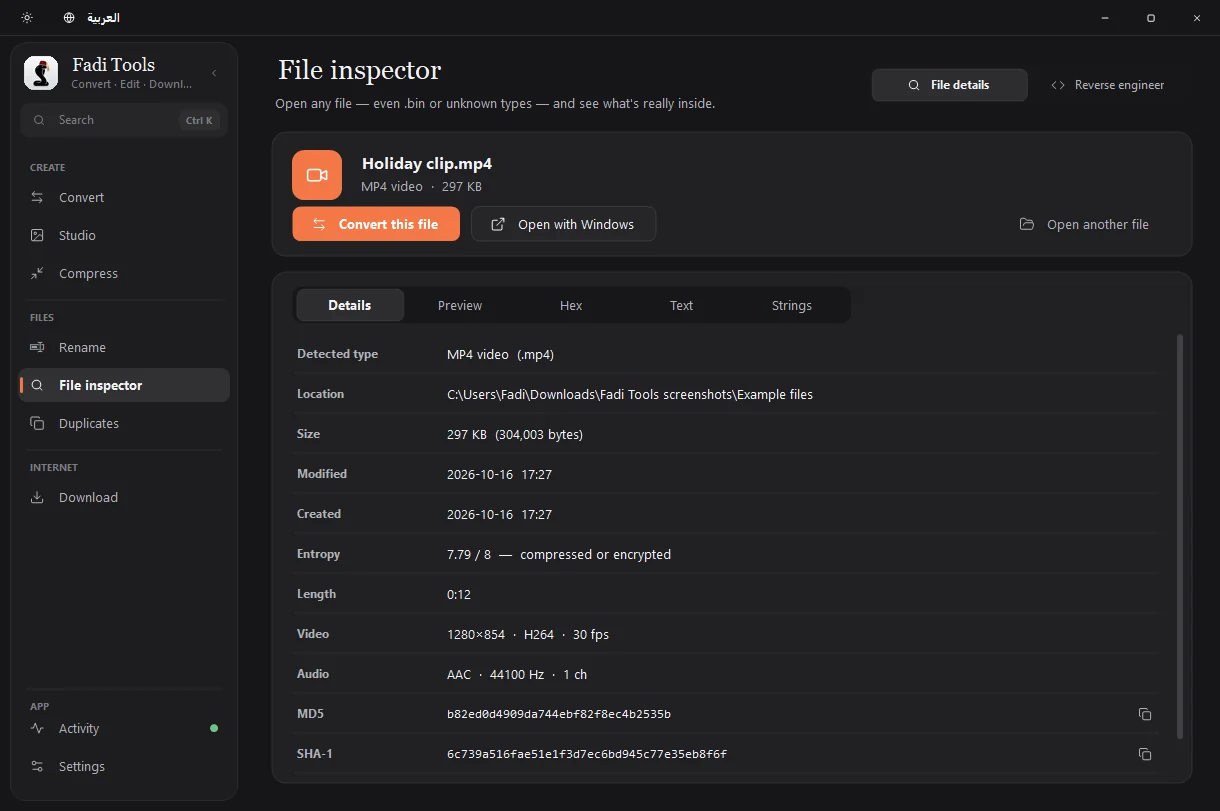 العربية
Fadi Tools
Convert · Edit · Downl...
Search
Ctrl K
CREATE
Convert
Studio
Compress
FILES
Rename
File inspector
Duplicates
INTERNET
Download
APP
Activity
Settings
File inspector
Open any file — even .bin or unknown types — and see what's really inside.
File details
Reverse engineer
Holiday clip.mp4
MP4 video · 297 KB
Convert this file
Open with Windows
Open another file
Details Preview Hex Text Strings
Detected type MP4 video (.mp4)
Location C:\Users\Fadi\Downloads\Fadi Tools screenshots\Example files
Size 297 KB (304,003 bytes)
Modified 2026-10-16 17:27
Created 2026-10-16 17:27
Entropy 7.79 / 8 — compressed or encrypted
Length 0:12
Video 1280×854 · H264 · 30 fps
Audio AAC · 44100 Hz · 1 ch
MD5 b82ed0d4909da744ebf82f8ec4b2535b
SHA-1 6c739a516fae51e1f3d7ec6bd945c77e35eb8f6f